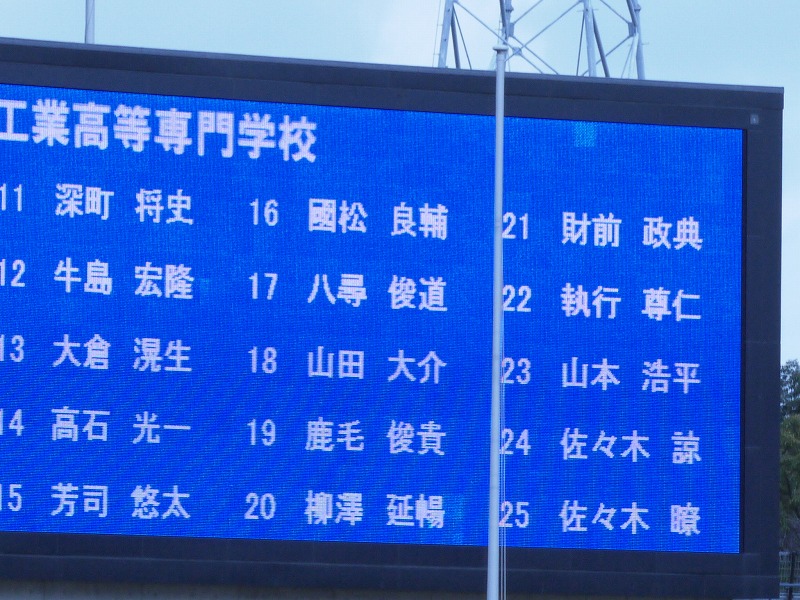 工業高等専門学校
11 深町 将史 16 國松 良輔 21 財前 政典
12 牛島 宏隆 17 八尋 俊道 22 執行 尊仁
13 大倉 滉生 18 山田 大介 23 山本 浩平
14 高石 光一 19 鹿毛 俊貴 24 佐々木 諒
15 芳司 悠太 20 柳澤 延暢 25 佐々木 瞭